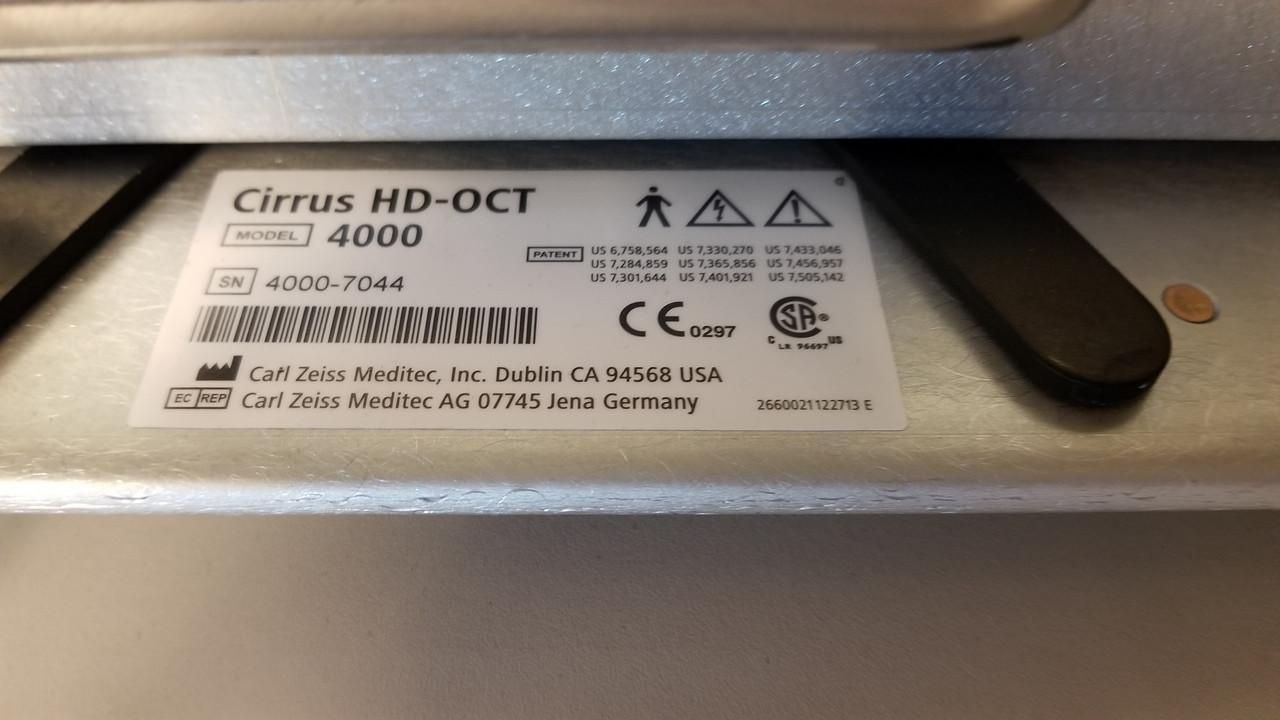 Cirrus HD-OCT
MODEL 4000
SN 4000-7044
PATENT US 6,758,564 US 7,330,270 US 7,433,046
US 7,284,859 US 7,365,856 US 7,456,957
US 7,301,644 US 7,401,921 US 7,505,142
CE 0297
CSA®
C LR 96697 US
Carl Zeiss Meditec, Inc. Dublin CA 94568 USA
EC REP Carl Zeiss Meditec AG 07745 Jena Germany
2660021122713 E